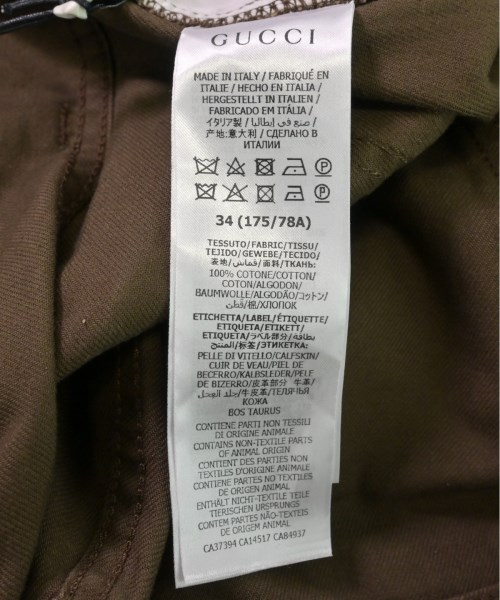 GUCCI
MADE IN ITALY / FABRIQUÉ EN
ITALIE / HECHO EN ITALIA /
HERGESTELLT IN ITALIEN /
FABRICADO EM ITÁLIA /
イタリア製 / صنع في إيطاليا /
产地:意大利 / СДЕЛАНО В
ИТАЛИИ
34 (175/78A)
TESSUTO/FABRIC/TISSU/
TEJIDO/GEWEBE/TECIDO/
表地/قماش/面料/ТКАНЬ:
100% COTONE/COTTON/
COTON/ALGODON/
BAUMWOLLE/ALGODÃO/コットン/
قطن/棉/ХЛОПОК
ETICHETTA/LABEL/ÉTIQUETTE/
ETIQUETA/ETIKETT/
ETIQUETA/ラベル部分/بطاقة
المنتج/标签/ЭТИКЕТКА:
PELLE DI VITELLO/CALFSKIN/
CUIR DE VEAU/PIEL DE
BECERRO/KALBSLEDER/PELE
DE BIZERRO/皮革部分 牛革/
جلد العجل/牛皮革/ТЕЛЯЧЬЯ
КОЖА
BOS TAURUS
CONTIENE PARTI NON TESSILI
DI ORIGINE ANIMALE
CONTAINS NON-TEXTILE PARTS
OF ANIMAL ORIGIN
CONTIENT DES PARTIES NON
TEXTILES D'ORIGINE ANIMALE
CONTIENE PARTES NO TEXTILES
DE ORIGEN ANIMAL
ENTHÄLT NICHT-TEXTILE TEILE
TIERISCHEN URSPRUNGS
CONTEM PARTES NÃO-TEXTEIS
DE ORIGEM ANIMAL
CA37394 CA14517 CA84937